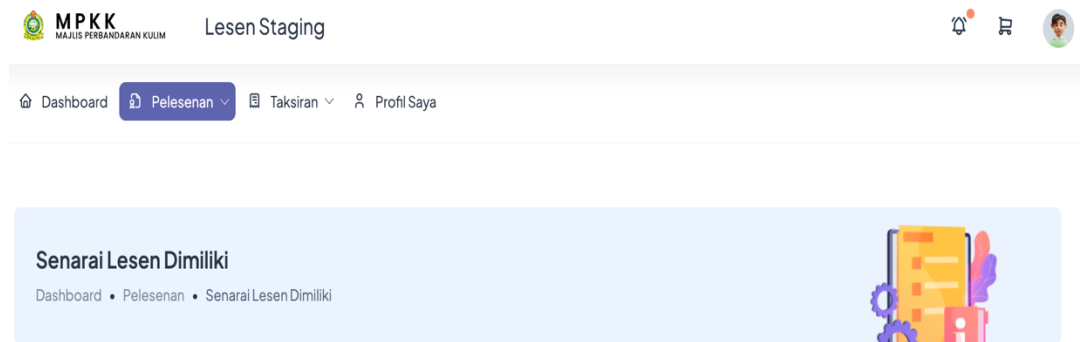 MPKK
MAJLIS PERBANDARAN KULIM
Lesen Staging
Dashboard Pelesenan Taksiran Profil Saya
Senarai Lesen Dimiliki
Dashboard • Pelesenan • Senarai Lesen Dimiliki